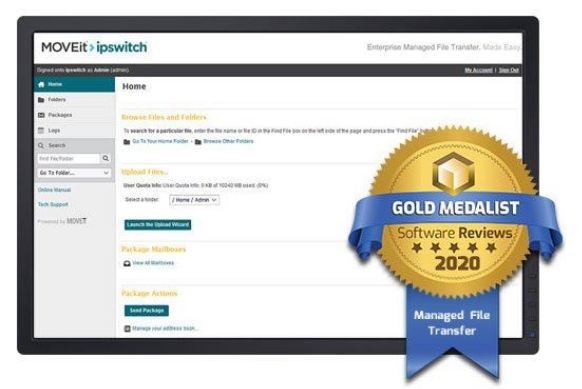 MOVEit> ipswitch
Enterprise Managed File Transfer. Made Easy.
Signed onto Ipswitch as Admin (admin)
My Account | Sign Out
Home
Folders
Packages
Logs
Search
Find File/Folder
Go To Folder...
Online Manual
Tech Support
Powered by MOVEit
Home
Browse Files and Folders
To search for a particular file, enter the file name or file ID in the Find File box on the left side of the page and press the "Find File"
Go To Your Home Folder - Browse Other Folders
Upload Files...
User Quota Info: User Quota Info: 0 KB of 10240 MB used. (0%)
Select a folder: / Home / Admin
Launch the Upload Wizard
Package Mailboxes
View All Mailboxes
Package Actions
Send Package
Manage your address book...
GOLD MEDALIST
Software Reviews
2020
Managed File
Transfer